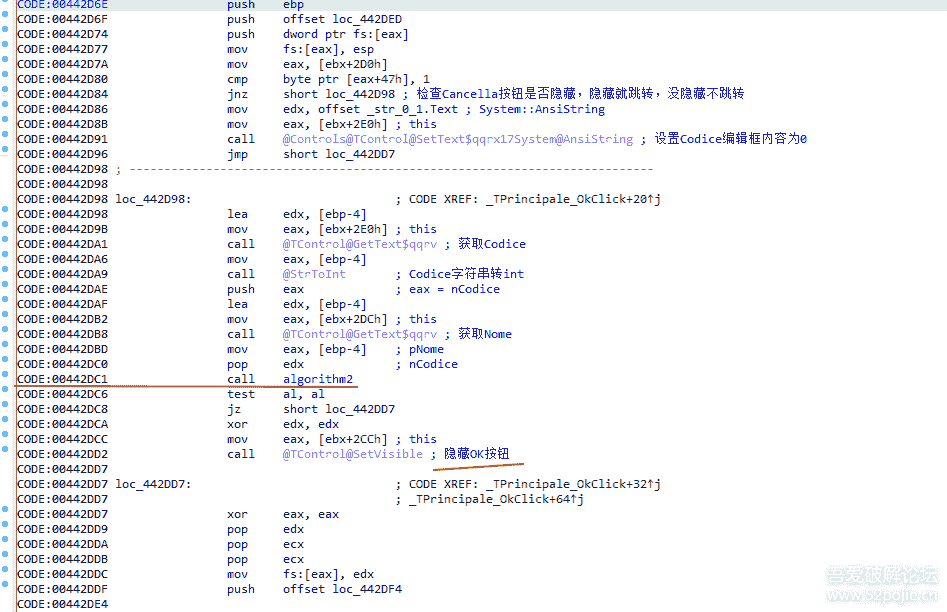 CODE:00442D6E push ebp
CODE:00442D6F push offset loc_442DED
CODE:00442D74 push dword ptr fs:[eax]
CODE:00442D77 mov fs:[eax], esp
CODE:00442D7A mov eax, [ebx+2D0h]
CODE:00442D80 cmp byte ptr [eax+47h], 1
CODE:00442D84 jnz short loc_442D98 ; 检查Cancella按钮是否隐藏，隐藏就跳转，没隐藏不跳转
CODE:00442D86 mov edx, offset _str_0_1.Text ; System::AnsiString
CODE:00442D8B mov eax, [ebx+2E0h] ; this
CODE:00442D91 call @Controls@TControl@SetText$qqrx17System@AnsiString ; 设置Codice编辑框内容为0
CODE:00442D96 jmp short loc_442DD7
CODE:00442D98 ; ---------------------------------------------------------------------------
CODE:00442D98
CODE:00442D98 loc_442D98: ; CODE XREF: _TPrincipale_OkClick+20↑j
CODE:00442D98 lea edx, [ebp-4]
CODE:00442D9B mov eax, [ebx+2E0h] ; this
CODE:00442DA1 call @TControl@GetText$qqrv ; 获取Codice
CODE:00442DA6 mov eax, [ebp-4]
CODE:00442DA9 call @StrToInt ; Codice字符串转int
CODE:00442DAE push eax ; eax = nCodice
CODE:00442DAF lea edx, [ebp-4]
CODE:00442DB2 mov eax, [ebx+2DCh] ; this
CODE:00442DB8 call @TControl@GetText$qqrv ; 获取Nome
CODE:00442DBD mov eax, [ebp-4] ; pNome
CODE:00442DC0 pop edx ; nCodice
CODE:00442DC1 call algorithm2
CODE:00442DC6 test al, al
CODE:00442DC8 jz short loc_442DD7
CODE:00442DCA xor edx, edx
CODE:00442DCC mov eax, [ebx+2CCh] ; this
CODE:00442DD2 call @TControl@SetVisible ; 隐藏OK按钮
CODE:00442DD7
CODE:00442DD7 loc_442DD7: ; CODE XREF: _TPrincipale_OkClick+32↑j
CODE:00442DD7 ; _TPrincipale_OkClick+64↑j
CODE:00442DD7 xor eax, eax
CODE:00442DD9 pop edx
CODE:00442DDA pop ecx
CODE:00442DDB pop ecx
CODE:00442DDC mov fs:[eax], edx
CODE:00442DDF push offset loc_442DF4
CODE:00442DE4
吾爱破解论坛
www.52pojie.cn